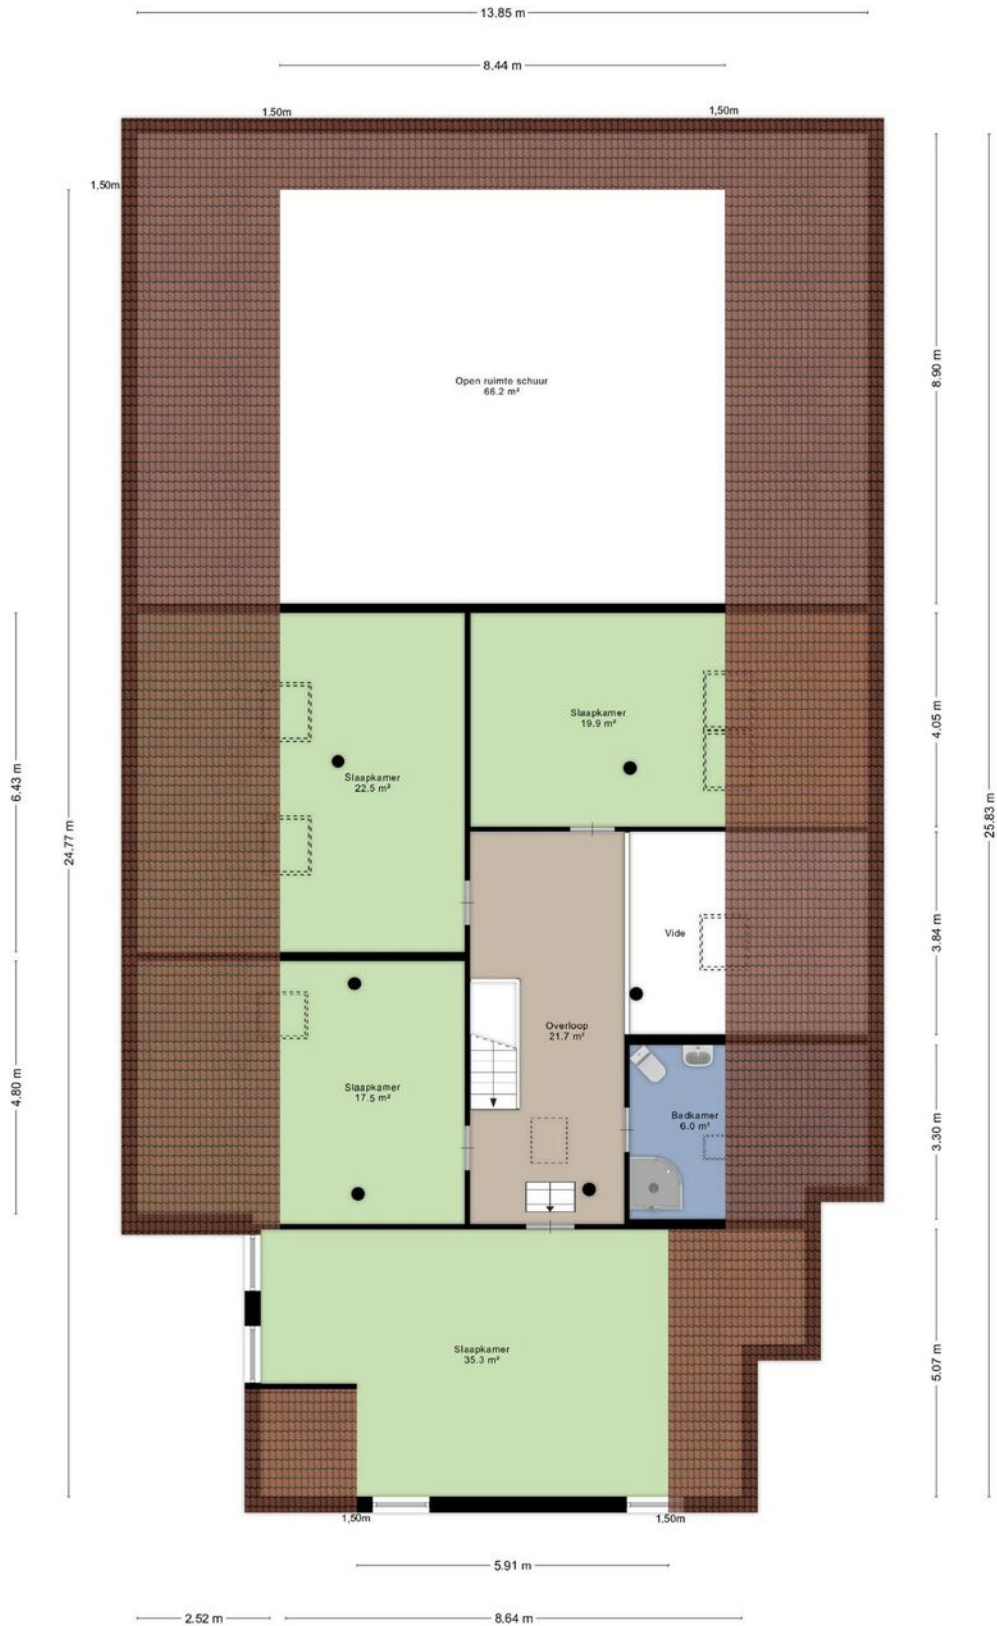 13.85 m
8.44 m
1.50m
1,50m
1,50m
Open ruimte schuur
66.2 m²
8.90 m
Slaapkamer
19.9 m²
4.05 m
6.43 m
Slaapkamer
22.5 m²
24.77 m
25.83 m
Vide
3.84 m
Overloop
21.7 m²
4.80 m
Slaapkamer
17.5 m²
Badkamer
6.0 m²
3.30 m
Slaapkamer
35.3 m²
5.07 m
1,50m
1,50m
5.91 m
2.52 m
8.64 m